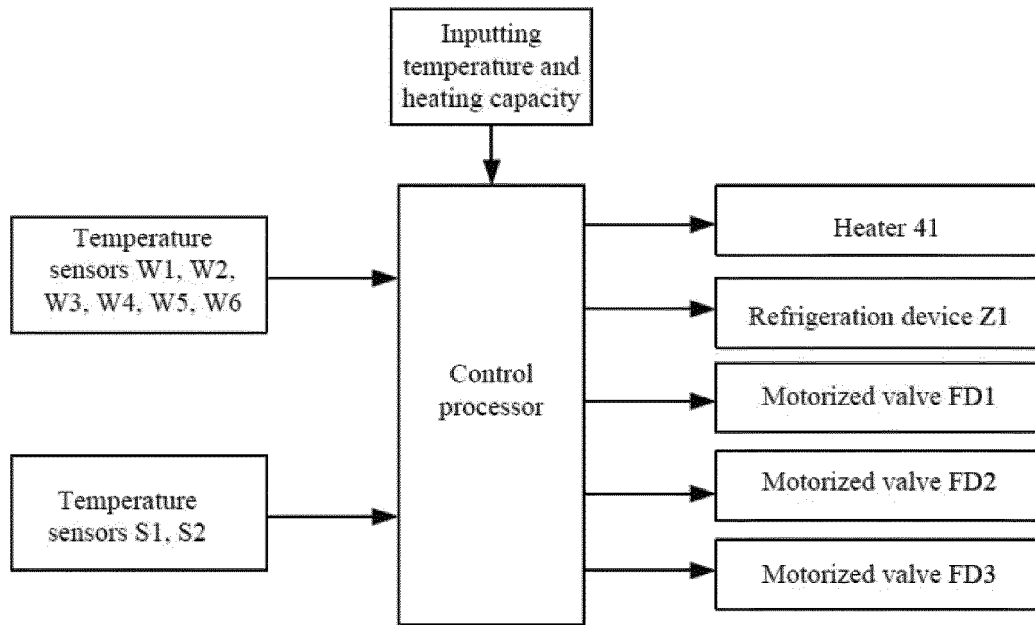 Inputting
temperature and
heating capacity
Temperature
sensors W1, W2,
W3, W4, W5, W6
Temperature
sensors S1, S2
Control
processor
Heater 41
Refrigeration device Z1
Motorized valve FD1
Motorized valve FD2
Motorized valve FD3